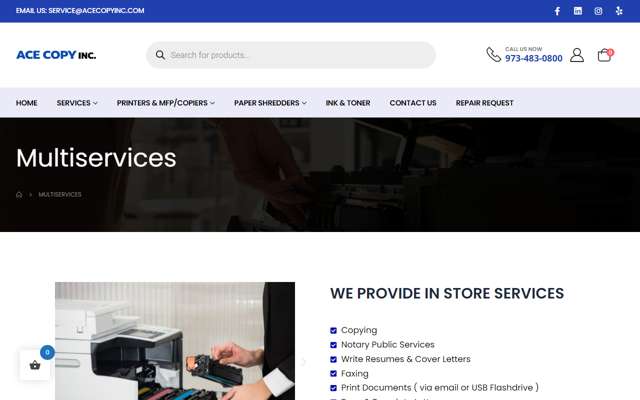 EMAIL US: SERVICE@ACECOPYINC.COM
ACE COPY INC.
Search for products...
CALL US NOW
973-483-0800
0
HOME
SERVICES
PRINTERS & MFP/COPIERS
PAPER SHREDDERS
INK & TONER
CONTACT US
REPAIR REQUEST
Multiservices
MULTISERVICES
WE PROVIDE IN STORE SERVICES
Copying
Notary Public Services
Write Resumes & Cover Letters
Faxing
Print Documents ( via email or USB Flashdrive )
0